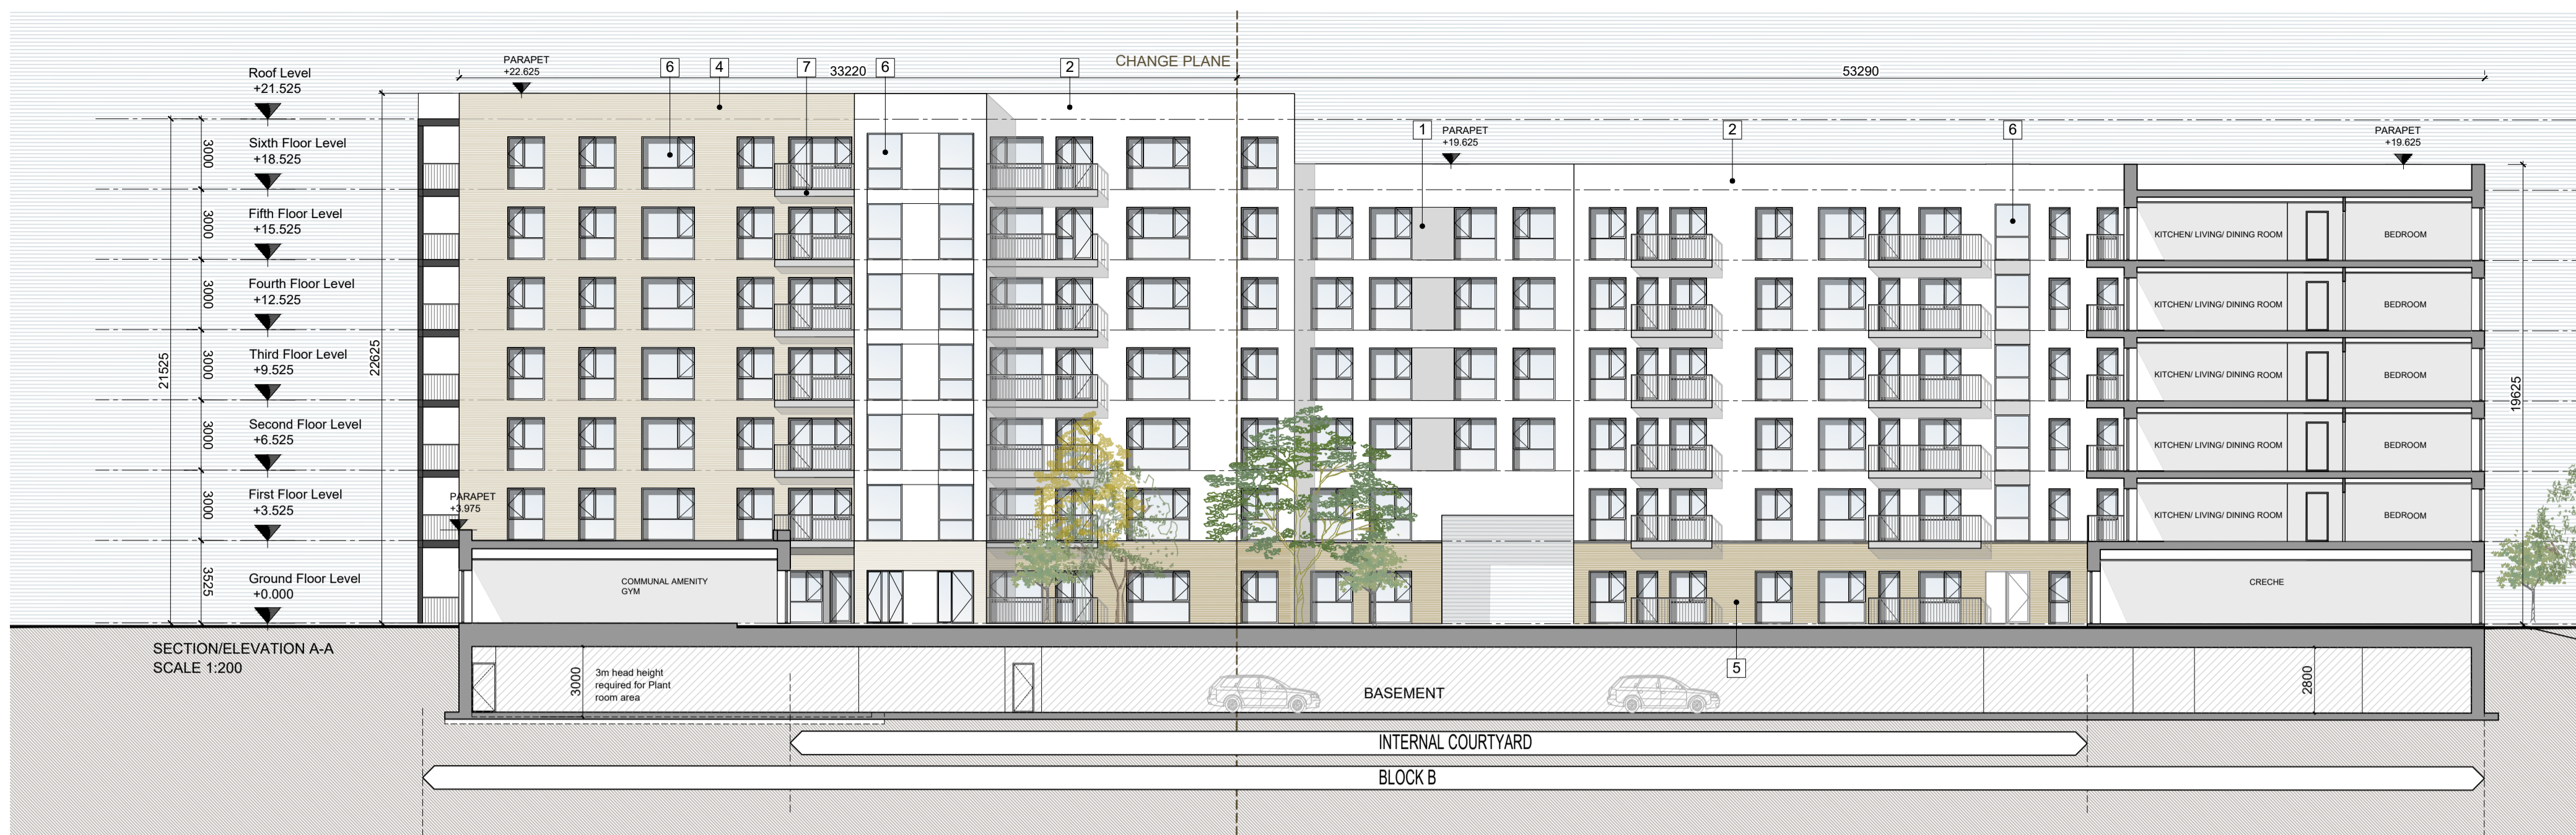 CHANGE PLANE
PARAPET
+22.625
6
4
7
33220
6
2
53290
Roof Level
+21.525
Sixth Floor Level
+18.525
Fifth Floor Level
+15.525
Fourth Floor Level
+12.525
Third Floor Level
+9.525
Second Floor Level
+6.525
First Floor Level
+3.525
Ground Floor Level
+0.000
21525
3000
3000
3000
3000
3000
3000
3525
22625
PARAPET
+3.975
1
PARAPET
+19.625
2
6
PARAPET
+19.625
19625
KITCHEN/ LIVING/ DINING ROOM
BEDROOM
KITCHEN/ LIVING/ DINING ROOM
BEDROOM
KITCHEN/ LIVING/ DINING ROOM
BEDROOM
KITCHEN/ LIVING/ DINING ROOM
BEDROOM
KITCHEN/ LIVING/ DINING ROOM
BEDROOM
COMMUNAL AMENITY
GYM
CRECHE
SECTION/ELEVATION A-A
SCALE 1:200
5
3000
3m head height
required for Plant
room area
BASEMENT
2800
INTERNAL COURTYARD
BLOCK B